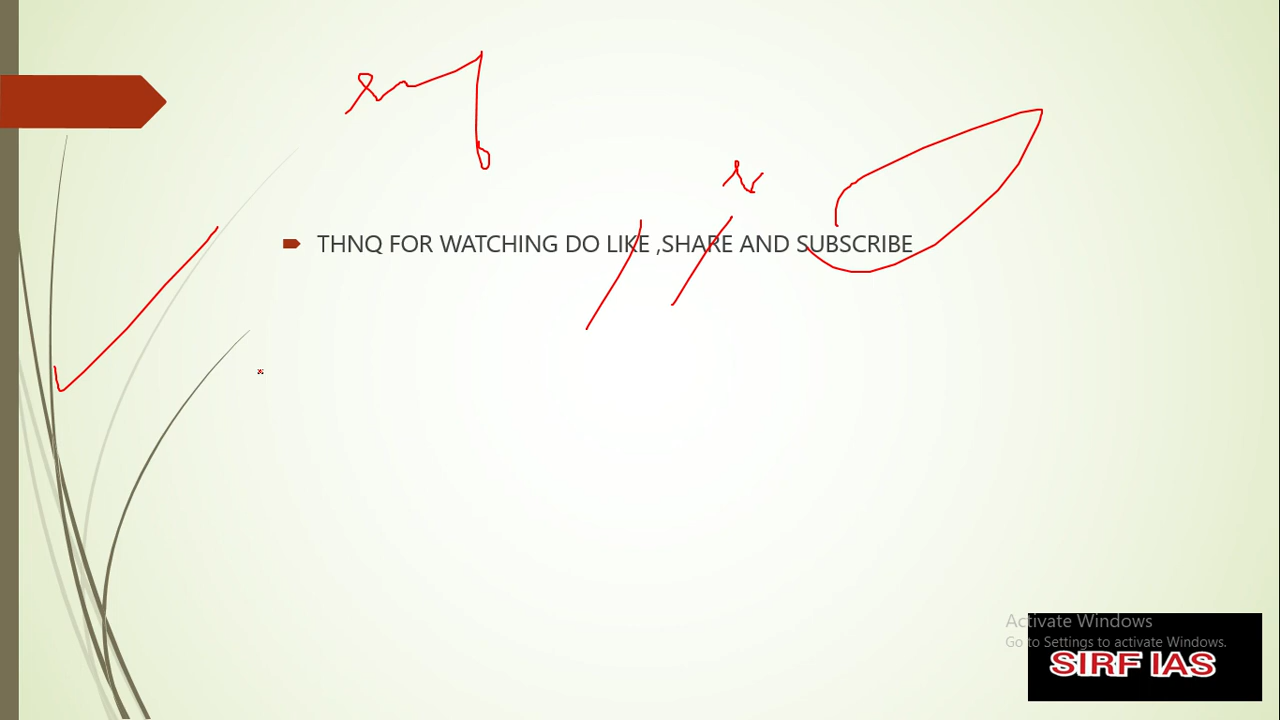 THNQ FOR WATCHING DO LIKE ,SHARE AND SUBSCRIBE
Activate Windows
Go to Settings to activate Windows.
SIRF IAS